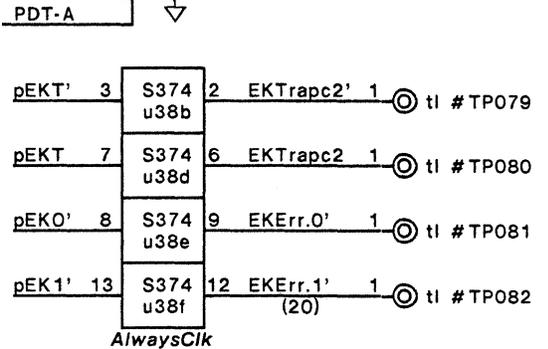 PDT-A
pEKT' 3 S374 2 EKTrapc2' 1 tl #TP079
u38b
pEKT 7 S374 6 EKTrapc2 1 tl #TP080
u38d
pEK0' 8 S374 9 EKErr.0' 1 tl #TP081
u38e
pEK1' 13 S374 12 EKErr.1' 1 tl #TP082
u38f (20)
AlwaysClk